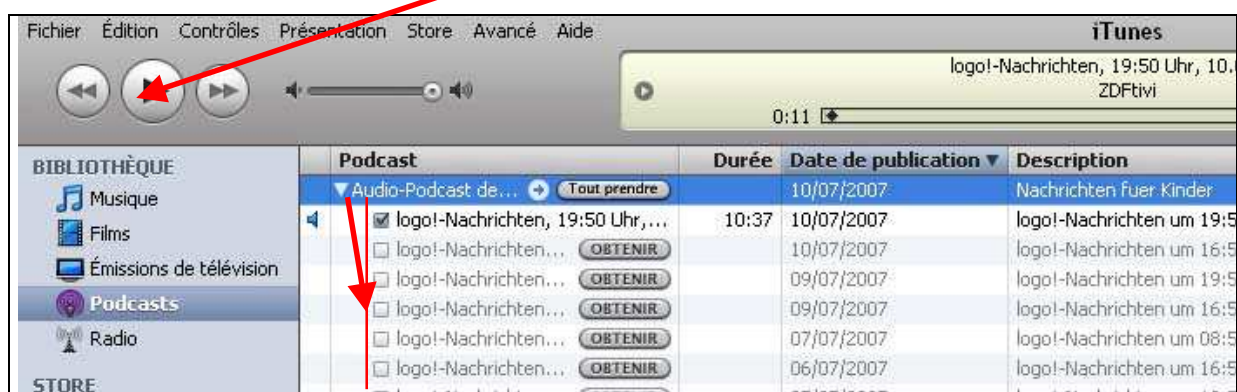 Fichier Édition Contrôles Présentation Store Avancé Aide
iTunes
logo!-Nachrichten, 19:50 Uhr, 10.
ZDFtivi
0:11
BIBLIOTHÈQUE
Musique
Films
Émissions de télévision
Podcasts
Radio
STORE
Podcast Durée Date de publication Description
Audio-Podcast de... Tout prendre 10/07/2007 Nachrichten fuer Kinder
logo!-Nachrichten, 19:50 Uhr,... 10:37 10/07/2007 logo!-Nachrichten um 19:5
logo!-Nachrichten... OBTENIR 10/07/2007 logo!-Nachrichten um 16:5
logo!-Nachrichten... OBTENIR 09/07/2007 logo!-Nachrichten um 19:5
logo!-Nachrichten... OBTENIR 09/07/2007 logo!-Nachrichten um 16:5
logo!-Nachrichten... OBTENIR 07/07/2007 logo!-Nachrichten um 08:5
logo!-Nachrichten... OBTENIR 06/07/2007 logo!-Nachrichten um 16:5